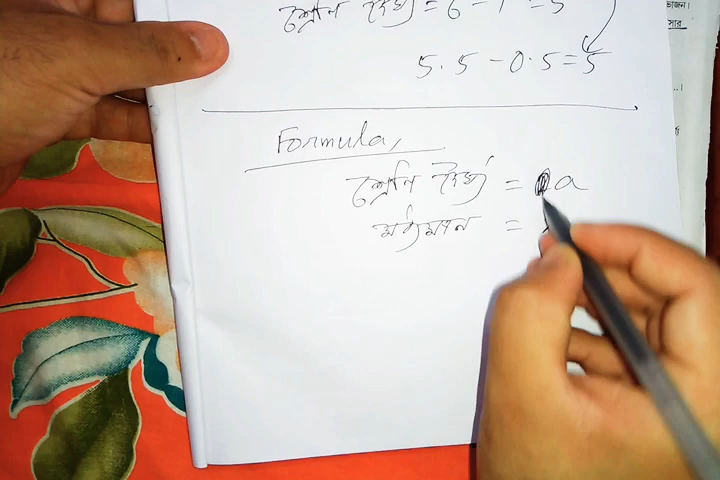 শ্রেণি দৈর্ঘ্য = 6 - 1 = 5
5.5 - 0.5 = 5
Formula,
শ্রেণি দৈর্ঘ্য = a
মধ্যমান =